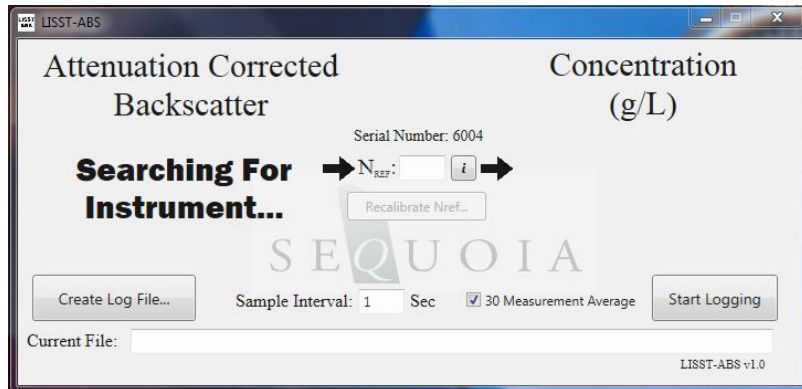 LISST-ABS
Attenuation Corrected
Backscatter
Concentration
(g/L)
Serial Number: 6004
Searching For
Instrument...
NREF:
i
Recalibrate Nref...
SEQUOIA
Create Log File...
Sample Interval: 1 Sec
30 Measurement Average
Start Logging
Current File:
LISST-ABS v1.0